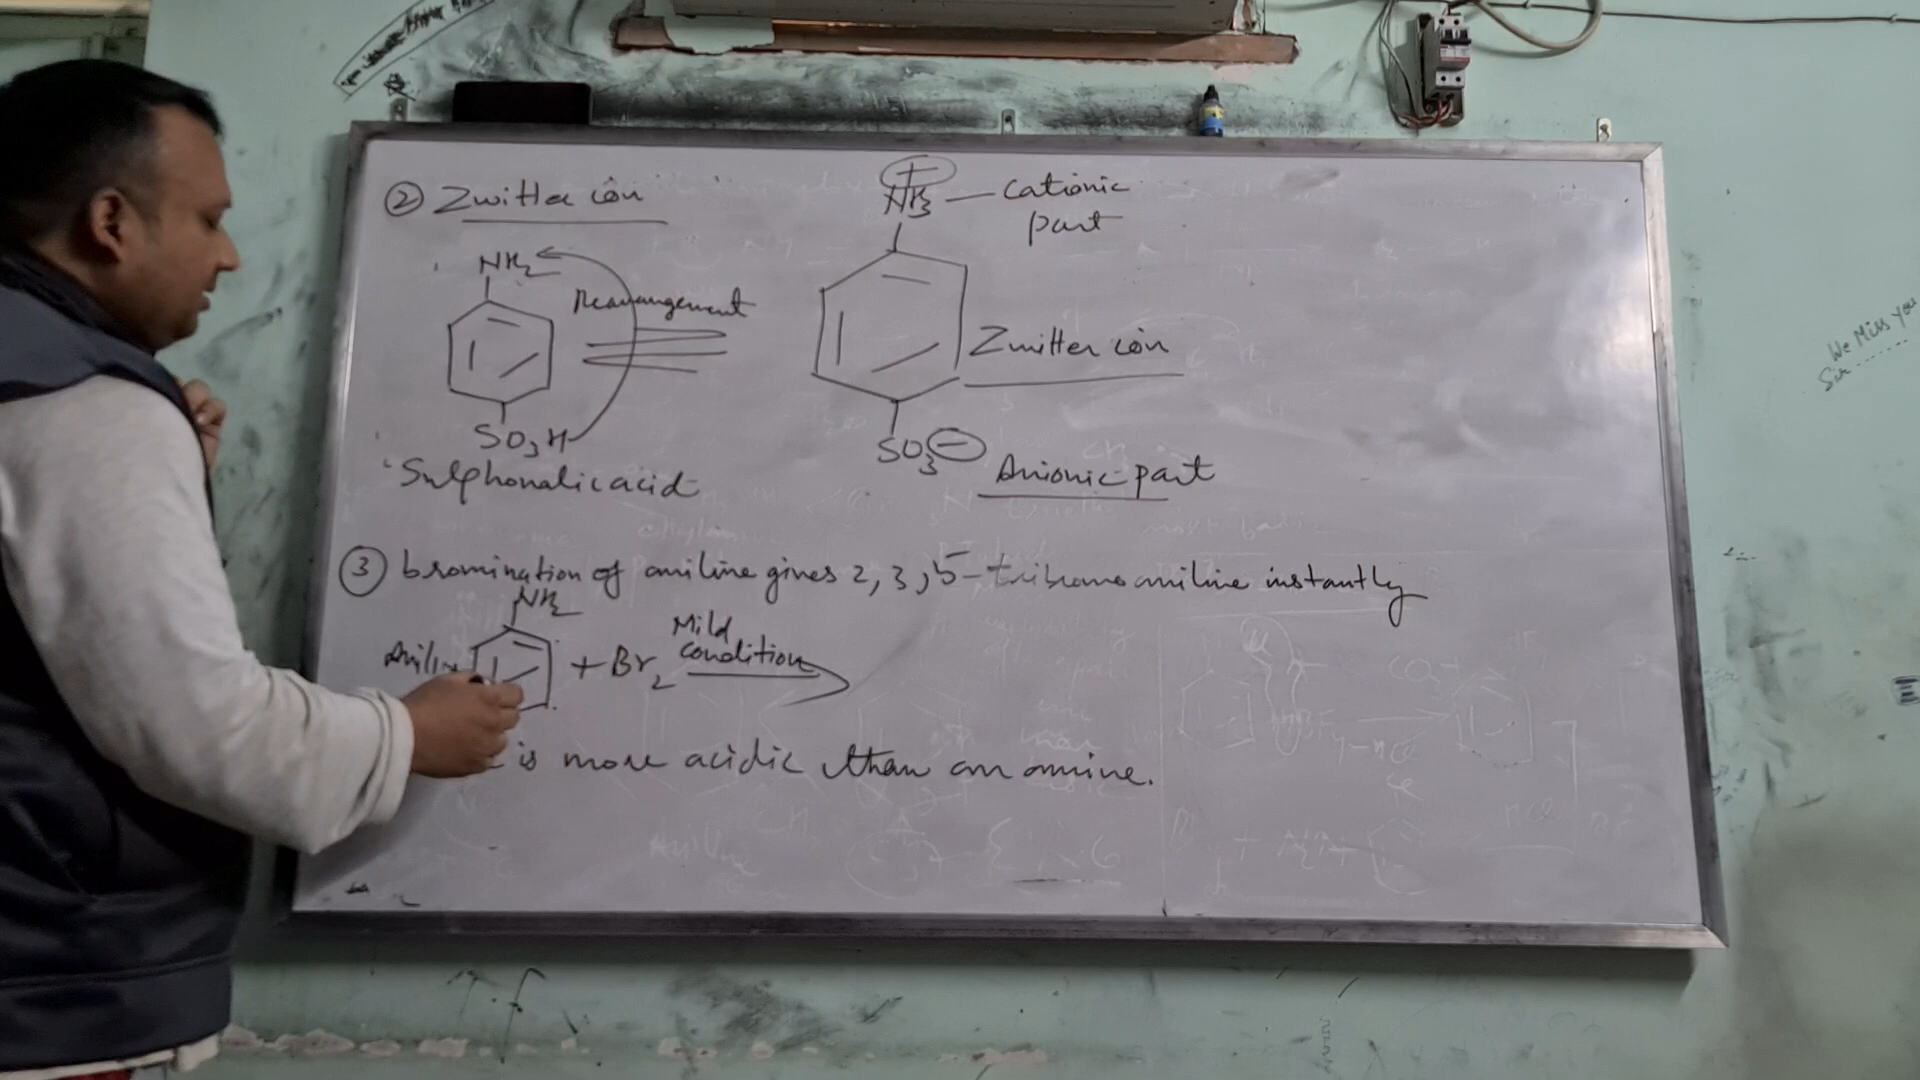 ② Zwitter ion
NH2
Rearrangement
SO3H
Sulphonalic acid
+
NH3 — Cationic
part
Zwitter ion
SO3⊖
Anionic part
③ bromination of aniline gives 2, 3, 5-tribromo aniline instantly
NH2
+ Br2
Mild
condition
is more acidic than an amine.
We Miss you
Sir.......